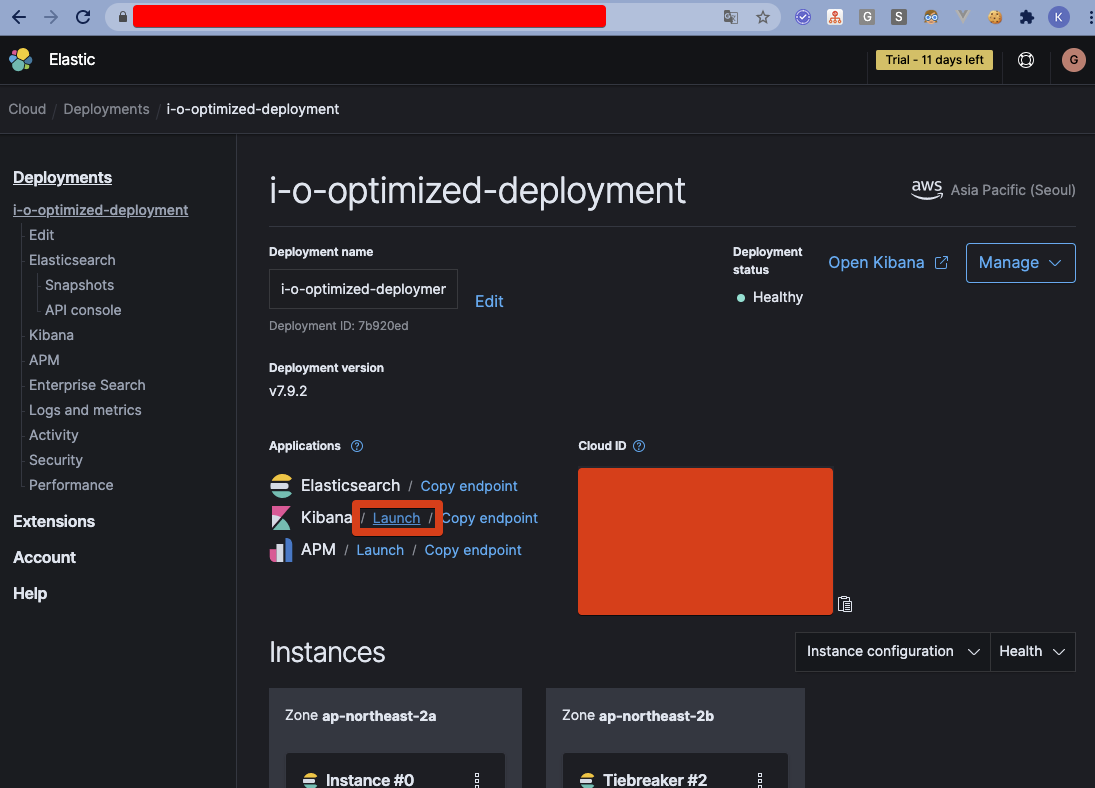 G
S
K
Elastic
Trial - 11 days left
G
Cloud / Deployments / i-o-optimized-deployment
Deployments
i-o-optimized-deployment
Edit
Elasticsearch
Snapshots
API console
Kibana
APM
Enterprise Search
Logs and metrics
Activity
Security
Performance
Extensions
Account
Help
i-o-optimized-deployment
aws Asia Pacific (Seoul)
Deployment name
i-o-optimized-deploymer
Edit
Deployment ID: 7b920ed
Deployment
status
Healthy
Open Kibana
Manage
Deployment version
v7.9.2
Applications ?
Elasticsearch / Copy endpoint
Kibana / Launch / Copy endpoint
APM / Launch / Copy endpoint
Cloud ID ?
Instances
Instance configuration
Health
Zone ap-northeast-2a
Instance #0
Zone ap-northeast-2b
Tiebreaker #2